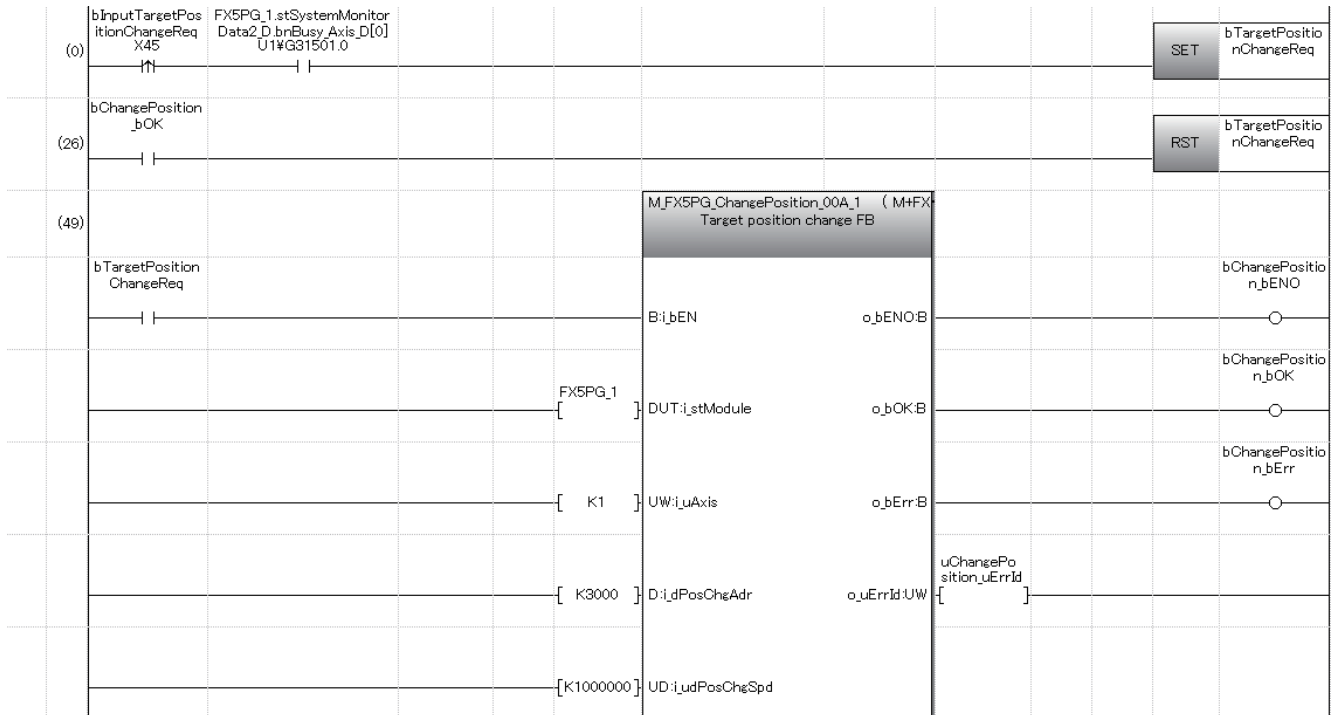 bInputTargetPos FX5PG_1.stSystemMonitor
itionChangeReq Data2_D.bnBusy_Axis_D[0]
X45 U1¥G31501.0
(0)
SET
bTargetPositio
nChangeReq
bChangePosition
_bOK
(26)
RST
bTargetPositio
nChangeReq
(49)
M_FX5PG_ChangePosition_00A_1 ( M+FX
Target position change FB
bTargetPosition
ChangeReq
B:i_bEN o_bENO:B
bChangePositio
n_bENO
FX5PG_1
DUT:i_stModule o_bOK:B
bChangePositio
n_bOK
K1 UW:i_uAxis o_bErr:B
bChangePositio
n_bErr
K3000 D:i_dPosChgAdr o_uErrId:UW
uChangePo
sition_uErrId
K1000000 UD:i_udPosChgSpd